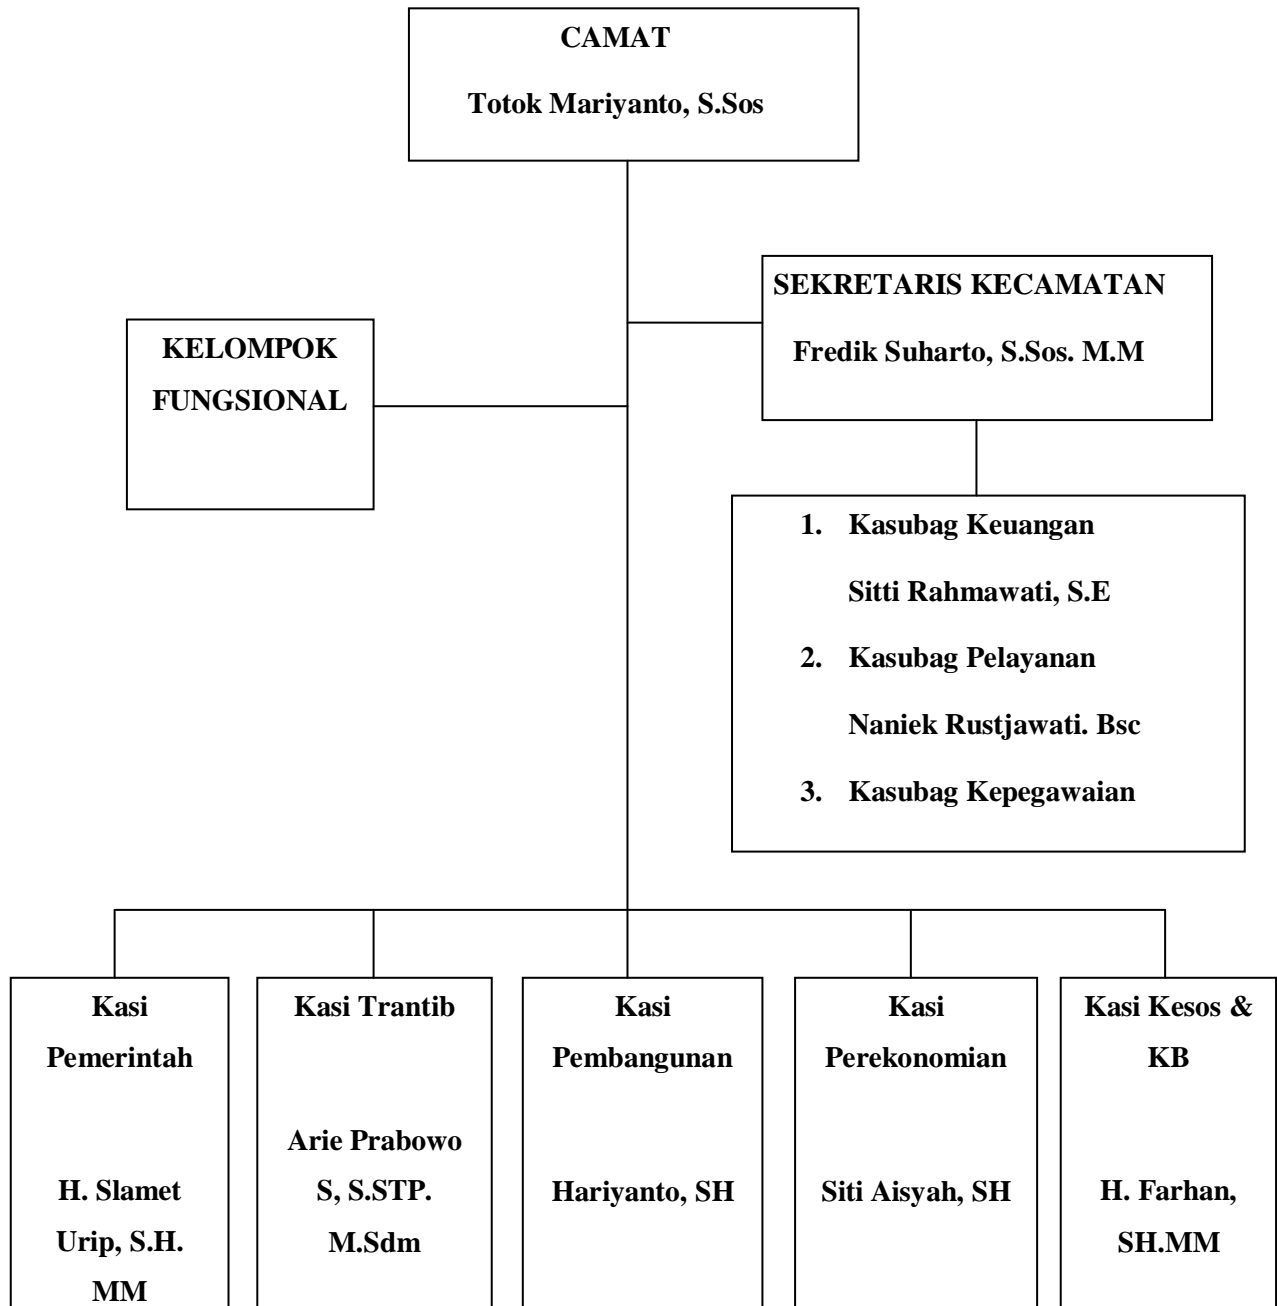 CAMAT
Totok Mariyanto, S.Sos
SEKRETARIS KECAMATAN
Fredik Suharto, S.Sos. M.M
KELOMPOK
FUNGSIONAL
1. Kasubag Keuangan
Sitti Rahmawati, S.E
2. Kasubag Pelayanan
Naniek Rustjawati. Bsc
3. Kasubag Kepegawaian
Kasi
Pemerintah
H. Slamet
Urip, S.H.
MM
Kasi Trantib
Arie Prabowo
S, S.STP.
M.Sdm
Kasi
Pembangunan
Hariyanto, SH
Kasi
Perekonomian
Siti Aisyah, SH
Kasi Kesos &
KB
H. Farhan,
SH.MM